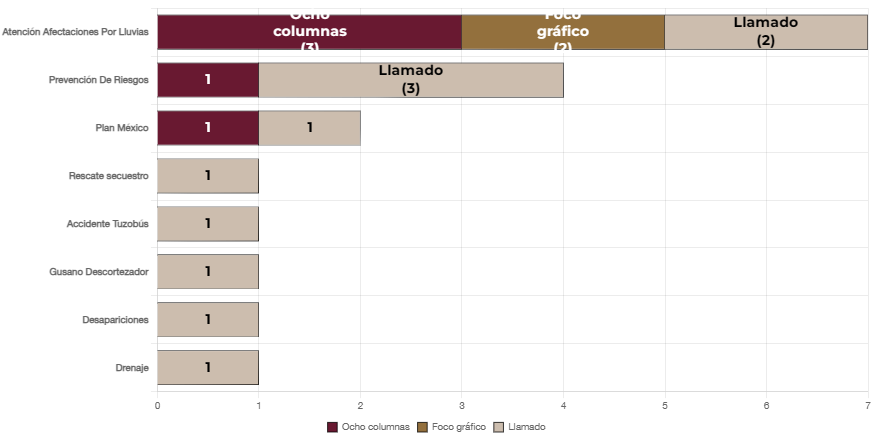 Atención Afectaciones Por Lluvias
Ocho
columnas
(3)
Foco
gráfico
(2)
Llamado
(2)
Prevención De Riesgos
1
Llamado
(3)
Plan México
1
1
Rescate secuestro
1
Accidente Tuzobús
1
Gusano Descortezador
1
Desapariciones
1
Drenaje
1
0 1 2 3 4 5 6 7
Ocho columnas Foco gráfico Llamado